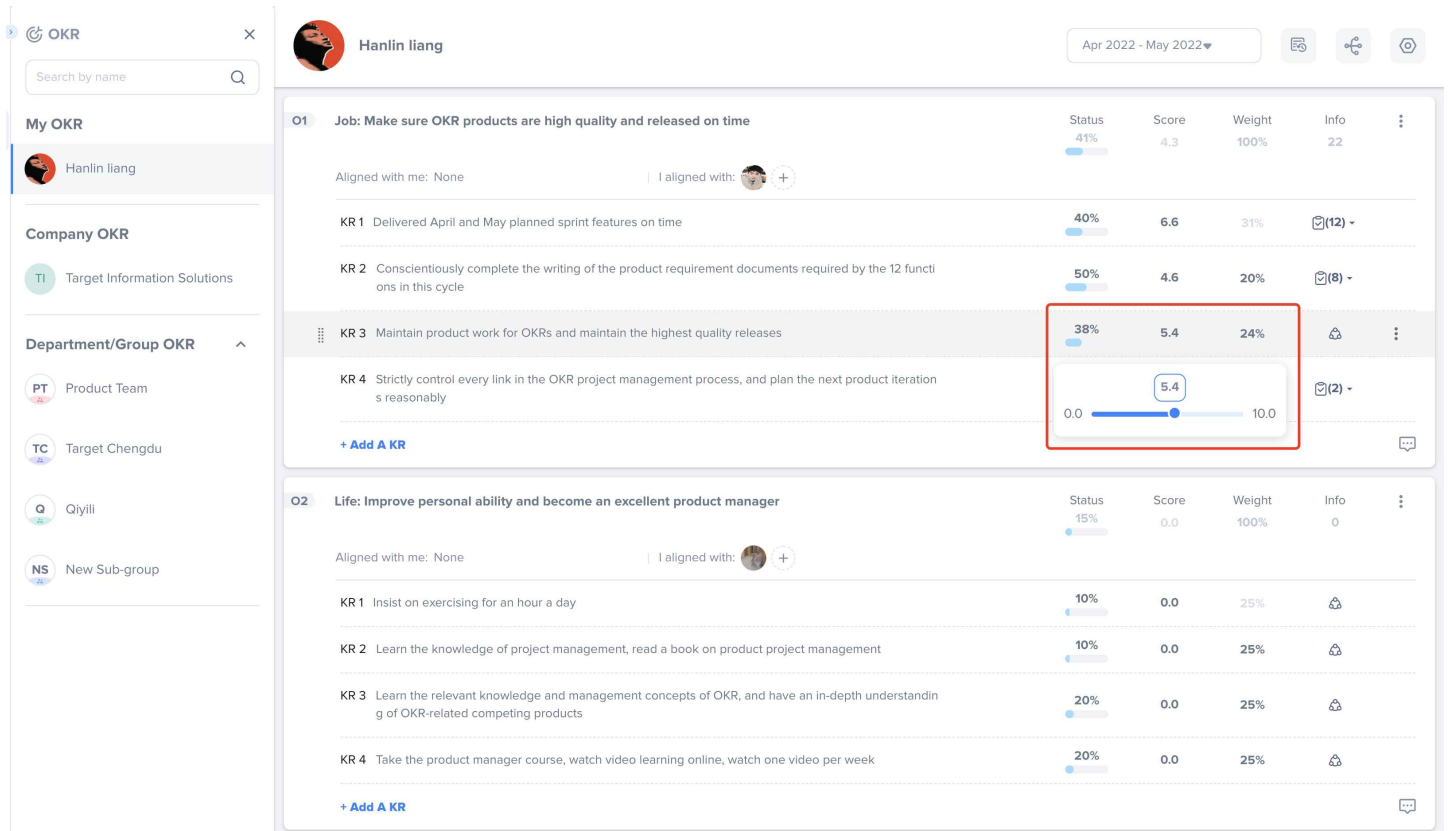 OKR
Search by name
My OKR
Hanlin liang
Company OKR
TI Target Information Solutions
Department/Group OKR
PT Product Team
TC Target Chengdu
Q Qiyili
NS New Sub-group
Hanlin liang
Apr 2022 - May 2022
O1 Job: Make sure OKR products are high quality and released on time Status Score Weight Info
41% 4.3 100% 22
Aligned with me: None I aligned with:
KR 1 Delivered April and May planned sprint features on time 40% 6.6 31% (12)
KR 2 Conscientiously complete the writing of the product requirement documents required by the 12 functi
ons in this cycle
50% 4.6 20% (8)
KR 3 Maintain product work for OKRs and maintain the highest quality releases 38% 5.4 24%
KR 4 Strictly control every link in the OKR project management process, and plan the next product iteration
s reasonably
(2)
5.4
0.0 10.0
+ Add A KR
O2 Life: Improve personal ability and become an excellent product manager Status Score Weight Info
15% 0.0 100% 0
Aligned with me: None I aligned with:
KR 1 Insist on exercising for an hour a day 10% 0.0 25%
KR 2 Learn the knowledge of project management, read a book on product project management 10% 0.0 25%
KR 3 Learn the relevant knowledge and management concepts of OKR, and have an in-depth understandin
g of OKR-related competing products
20% 0.0 25%
KR 4 Take the product manager course, watch video learning online, watch one video per week 20% 0.0 25%
+ Add A KR